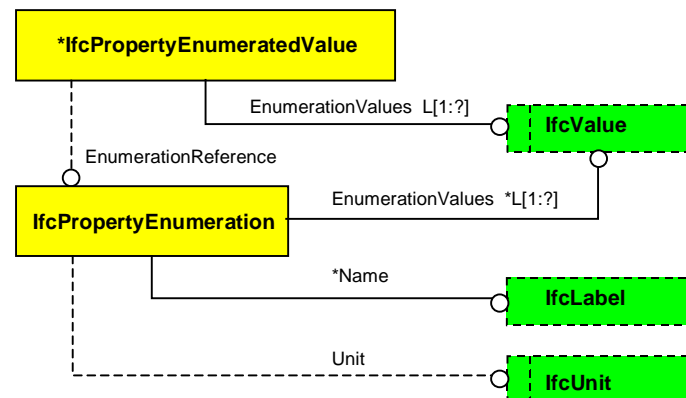 *IfcPropertyEnumeratedValue
EnumerationValues L[1:?]
IfcValue
EnumerationReference
EnumerationValues *L[1:?]
IfcPropertyEnumeration
*Name
IfcLabel
Unit
IfcUnit